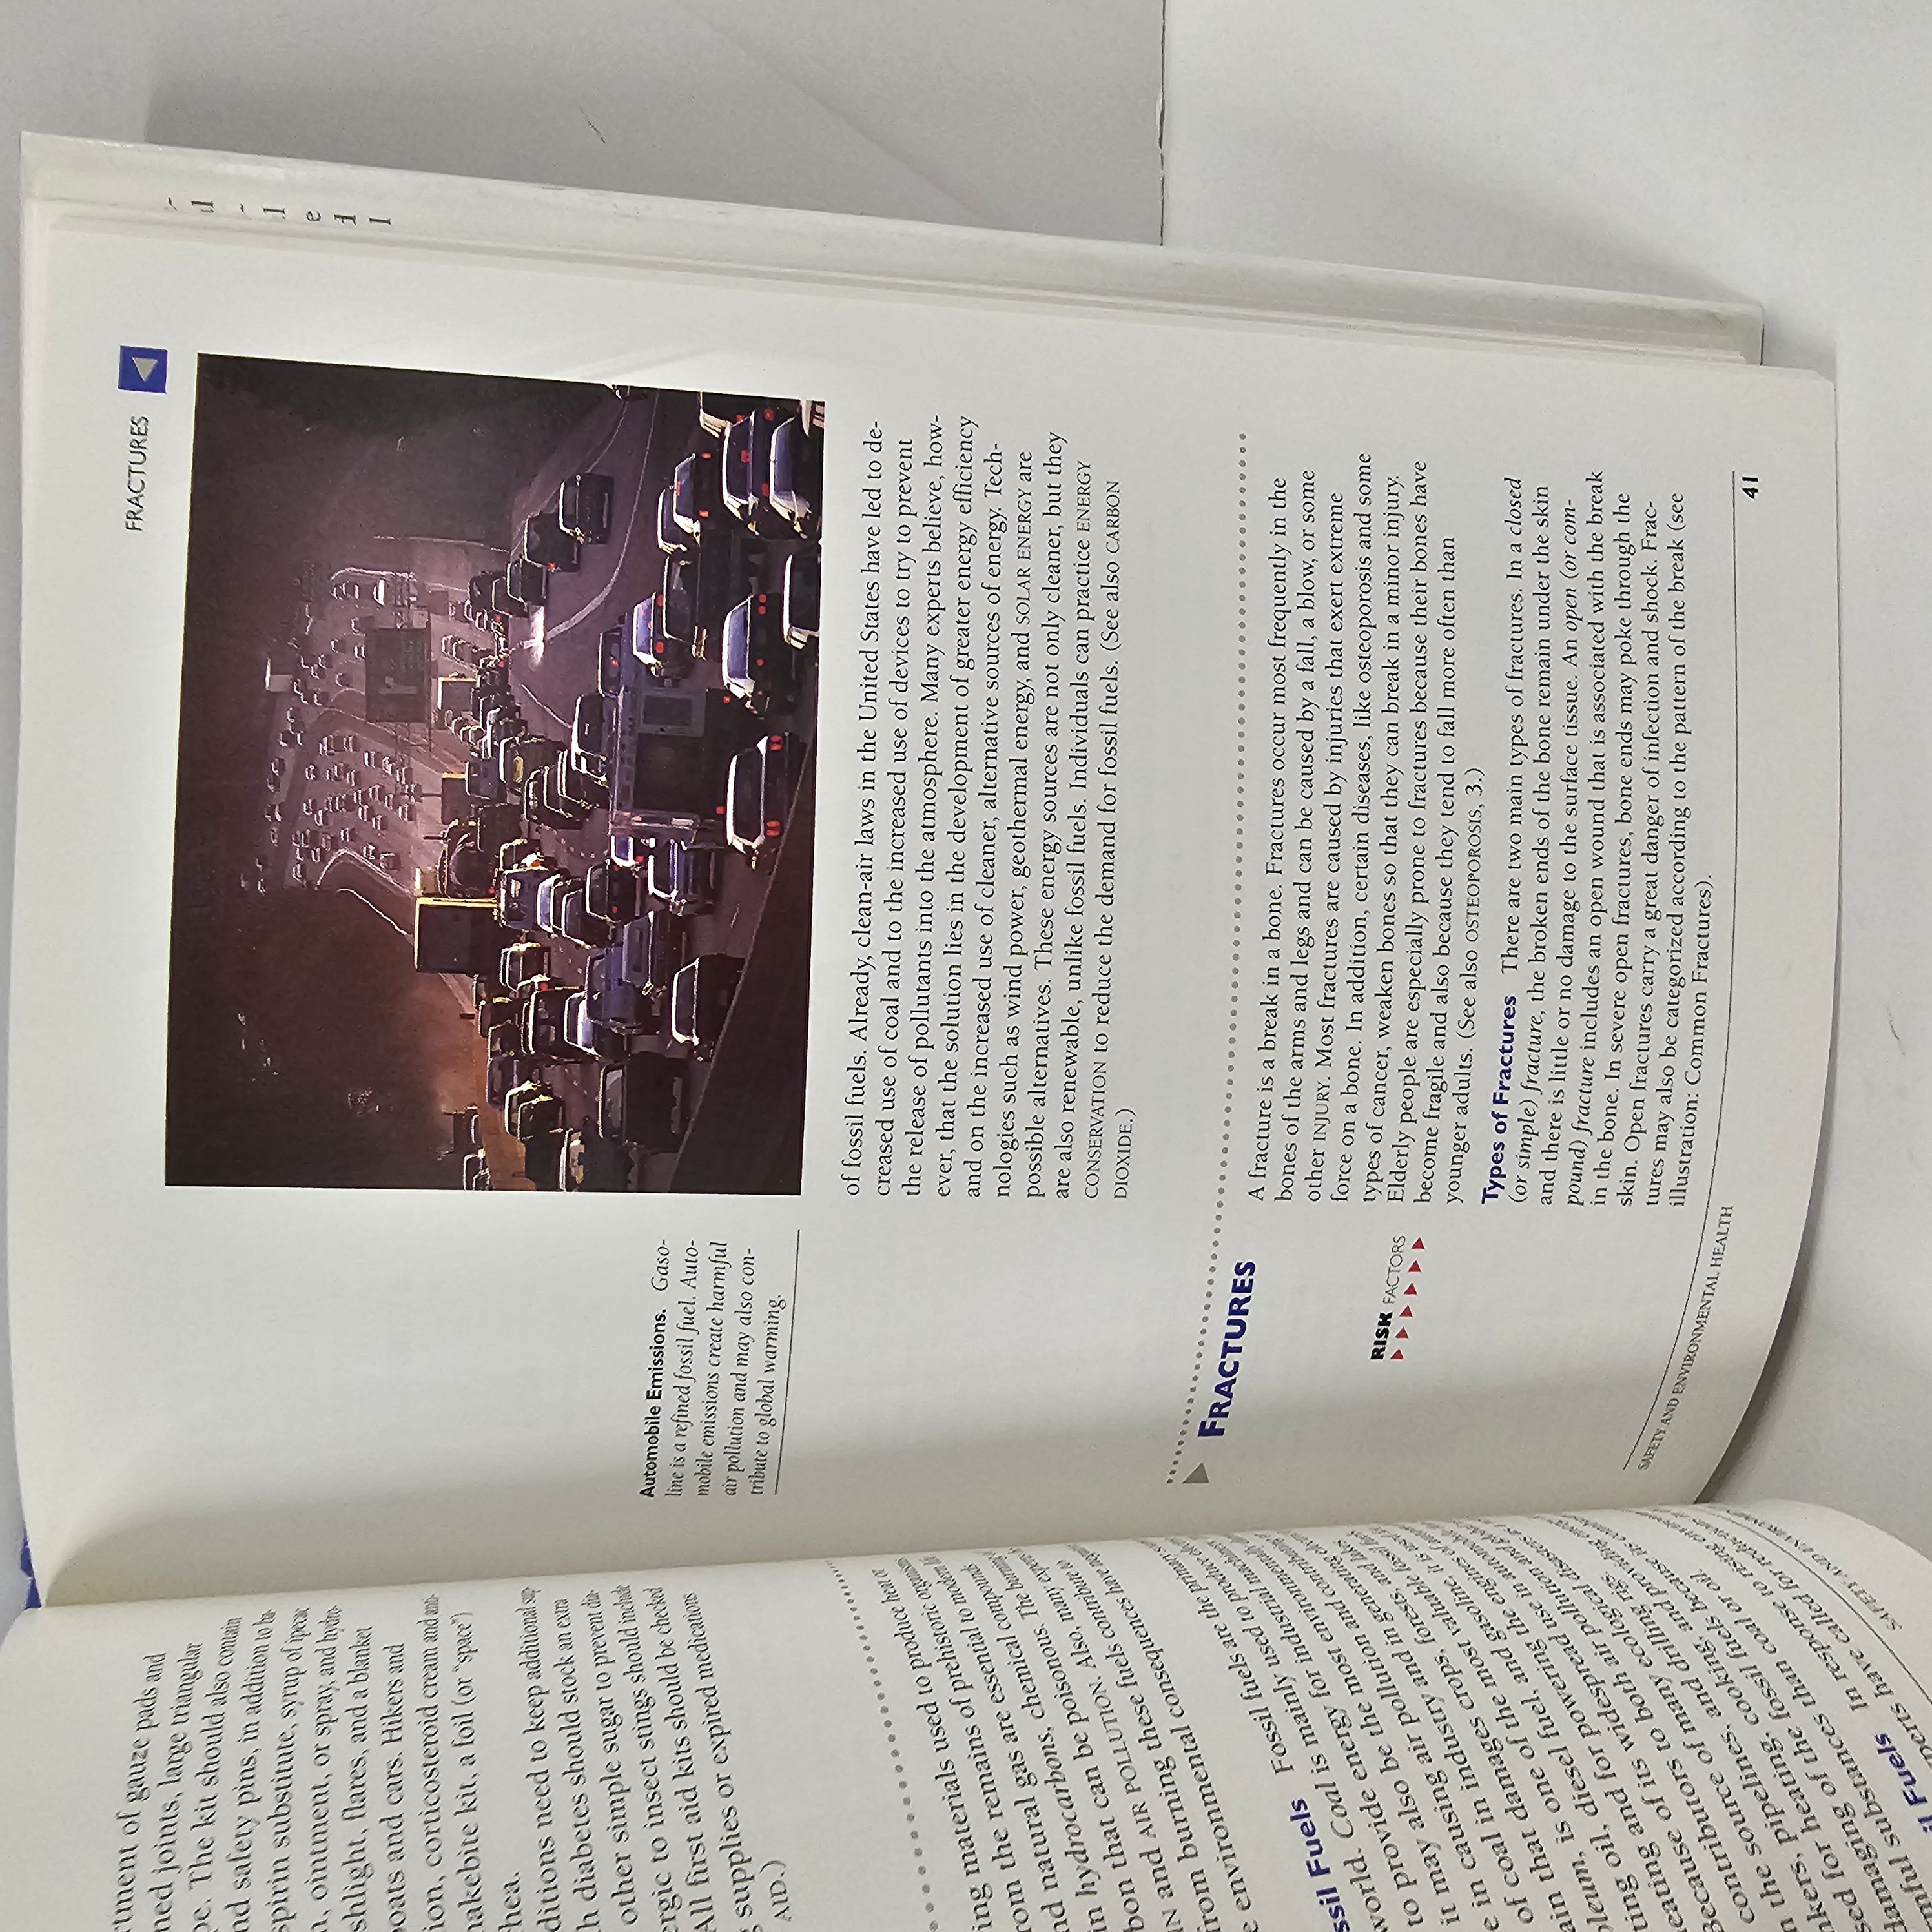 rtment of gauze pads and
ned joints, large triangular
pe. The kit should also contain
nd safety pins, in addition to ba-
spirin substitute, syrup of ipecac
n, ointment, or spray, and hydro-
shlight, flares, and a blanket
boats and cars. Hikers and
ion, corticosteroid cream and anti-
nakebite kit, a foil (or “space”)
rhea.
ditions need to keep additional sup-
th diabetes should stock an extra
other simple sugar to prevent dia-
ergic to insect stings should include
All first aid kits should be checked
g supplies or expired medications
AID.)
ing materials used to produce heat or
rom the remains of prehistoric organisms
nd natural gas are essential to modern life
in hydrocarbons, chemical compounds
bon that can be poisonous. The burning of
IN and AIR POLLUTION. Also, many experts
from burning these fuels contribute to
e environmental consequences have
ssil Fuels Fossil fuels are the primary
world. Coal is mainly used to produce
to provide energy for industrial machinery.
it may also be the most environmentally
e in causing air pollution and contributing
of coal in industry and in generating
ain that damages crops, forests, and lakes.
oleum, is one of the most valuable fossil fuels.
ting oil, diesel fuel, and gasoline, it is used
eating and for powering the engines of
Because of its widespread use in automobiles
contributors to both air pollution and
n the source of many ecological disasters
nkers, pipelines, and drilling rigs.
sed for heating, cooking, and providing
damaging of the fossil fuels because its
rmful substances than coal or oil.
il Fuels In response to rising
perts have called for
SAFETY AND
FRACTURES
Automobile Emissions. Gaso-
line is a refined fossil fuel. Auto-
mobile emissions create harmful
air pollution and may also con-
tribute to global warming.
of fossil fuels. Already, clean-air laws in the United States have led to de-
creased use of coal and to the increased use of devices to try to prevent
the release of pollutants into the atmosphere. Many experts believe, how-
ever, that the solution lies in the development of greater energy efficiency
and on the increased use of cleaner, alternative sources of energy. Tech-
nologies such as wind power, geothermal energy, and SOLAR ENERGY are
possible alternatives. These energy sources are not only cleaner, but they
are also renewable, unlike fossil fuels. Individuals can practice ENERGY
CONSERVATION to reduce the demand for fossil fuels. (See also CARBON
DIOXIDE.)
FRACTURES
A fracture is a break in a bone. Fractures occur most frequently in the
bones of the arms and legs and can be caused by a fall, a blow, or some
other INJURY. Most fractures are caused by injuries that exert extreme
force on a bone. In addition, certain diseases, like osteoporosis and some
types of cancer, weaken bones so that they can break in a minor injury.
RISK FACTORS
Elderly people are especially prone to fractures because their bones have
become fragile and also because they tend to fall more often than
younger adults. (See also OSTEOPOROSIS, 3.)
Types of Fractures There are two main types of fractures. In a closed
(or simple) fracture, the broken ends of the bone remain under the skin
and there is little or no damage to the surface tissue. An open (or com-
pound) fracture includes an open wound that is associated with the break
in the bone. In severe open fractures, bone ends may poke through the
skin. Open fractures carry a great danger of infection and shock. Frac-
tures may also be categorized according to the pattern of the break (see
illustration: Common Fractures).
SAFETY AND ENVIRONMENTAL HEALTH
41